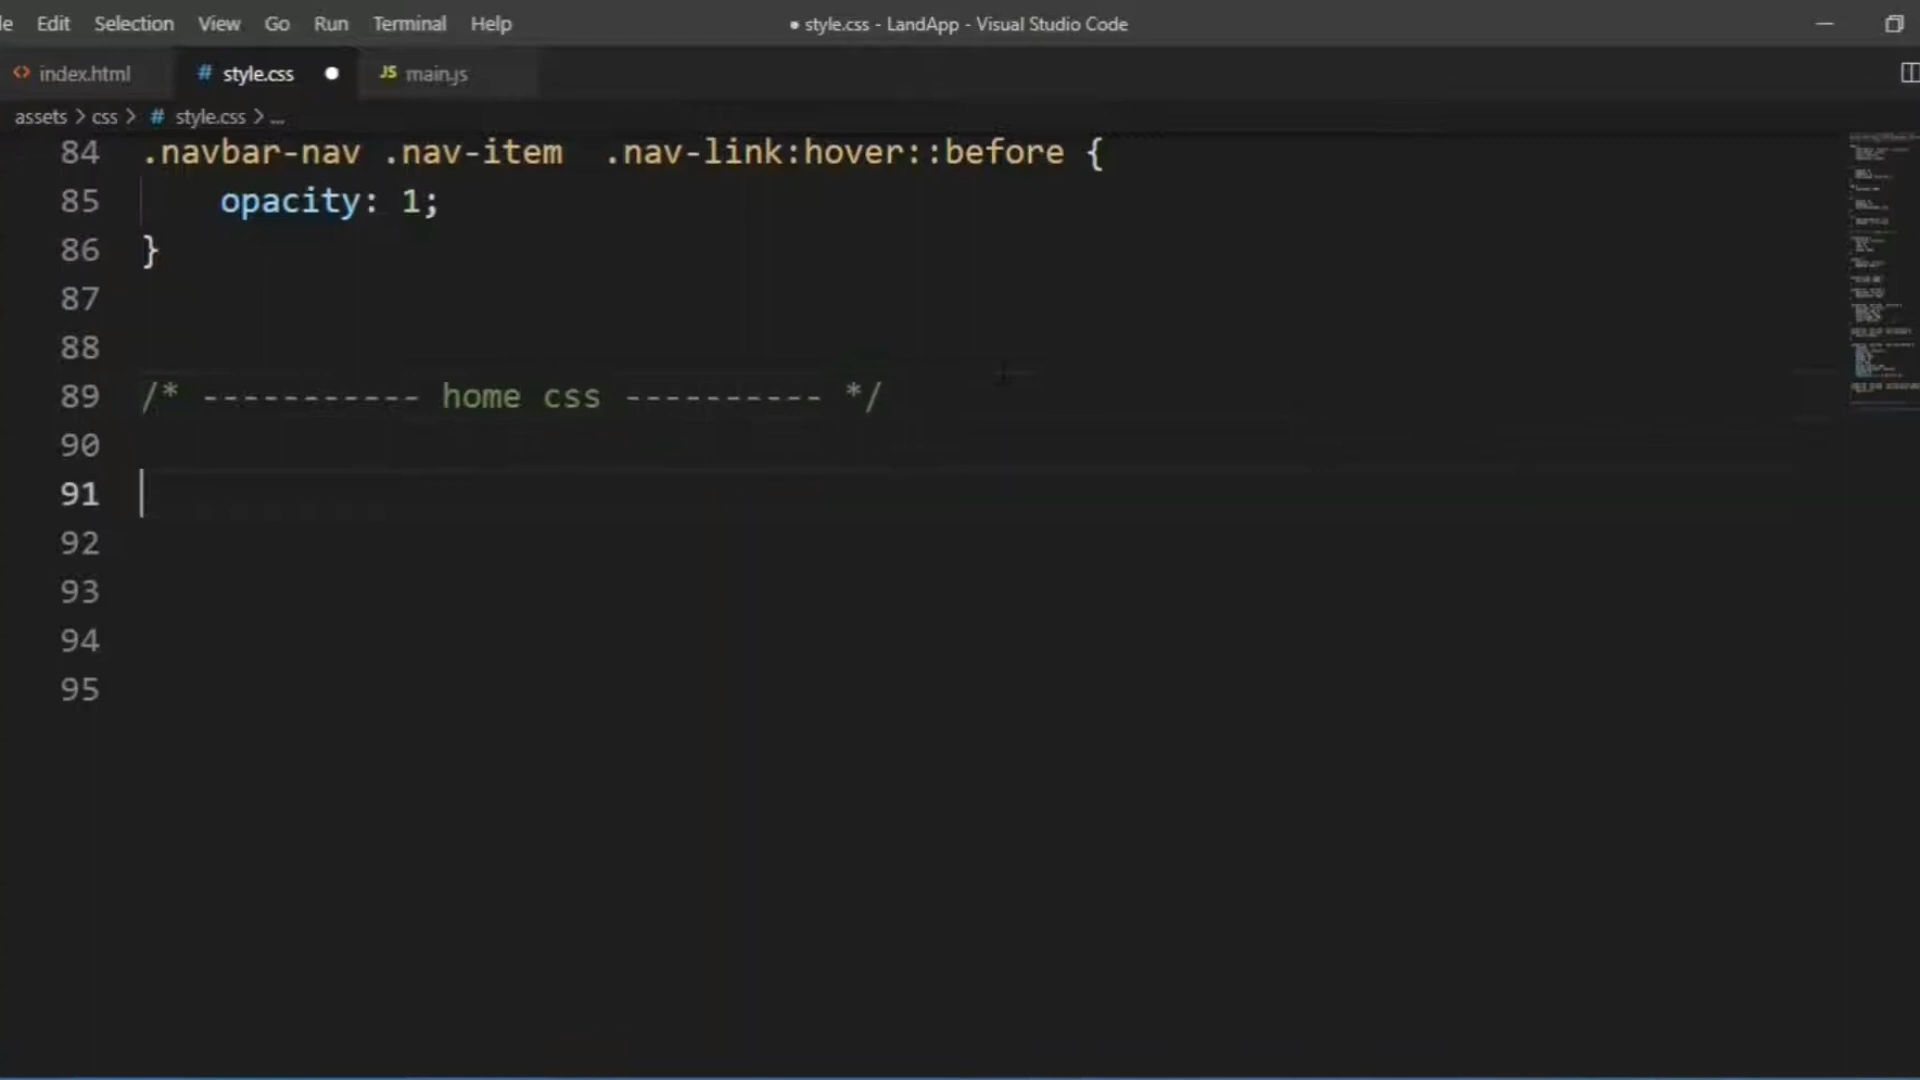 Edit Selection View Go Run Terminal Help ● style.css - LandApp - Visual Studio Code
<> index.html # style.css ● JS main.js
assets > css > # style.css > ...
84 .navbar-nav .nav-item  .nav-link:hover::before {
85 opacity: 1;
86 }
87
88
89 /* ----------- home css ---------- */
90
91
92
93
94
95